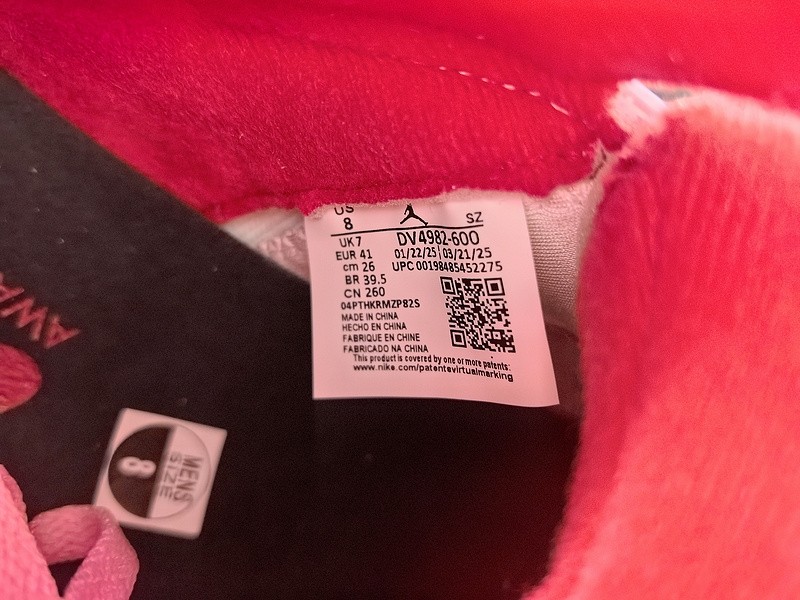 US
8
SZ
UK 7
DV4982-600
EUR 41
01/22/25 03/21/25
cm 26
UPC 00198485452275
BR 39.5
CN 260
04PTHKRMZP82S
MADE IN CHINA
HECHO EN CHINA
FABRIQUE EN CHINE
FABRICADO NA CHINA
This product is covered by one or more patents:
www.nike.com/patentevirtualmarking
AWA
MENS
SIZE
8